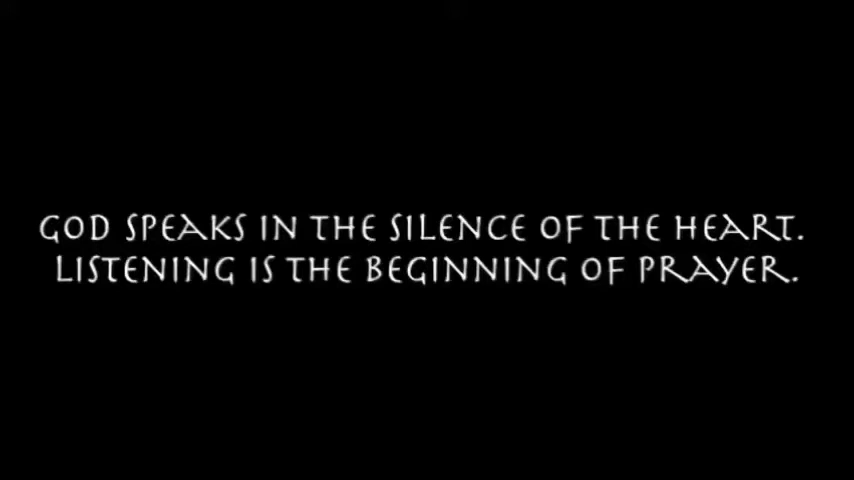 GOD SPEAKS IN THE SILENCE OF THE HEART.
LISTENING IS THE BEGINNING OF PRAYER.